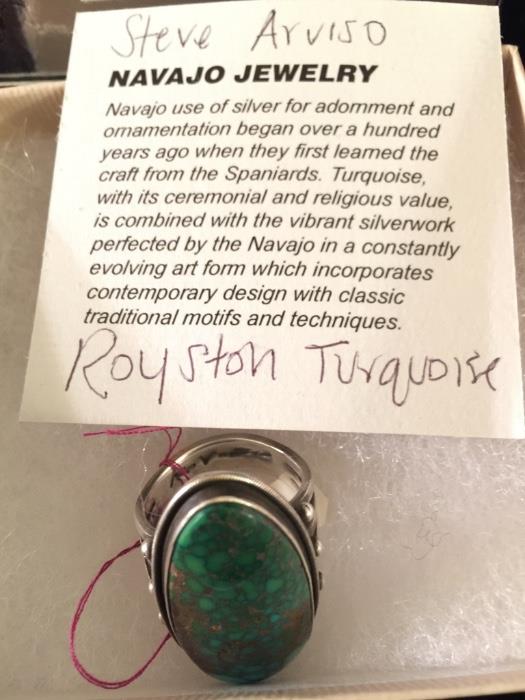 Steve Arviso
NAVAJO JEWELRY
Navajo use of silver for adornment and
ornamentation began over a hundred
years ago when they first learned the
craft from the Spaniards. Turquoise,
with its ceremonial and religious value,
is combined with the vibrant silverwork
perfected by the Navajo in a constantly
evolving art form which incorporates
contemporary design with classic
traditional motifs and techniques.
Royston Turquoise